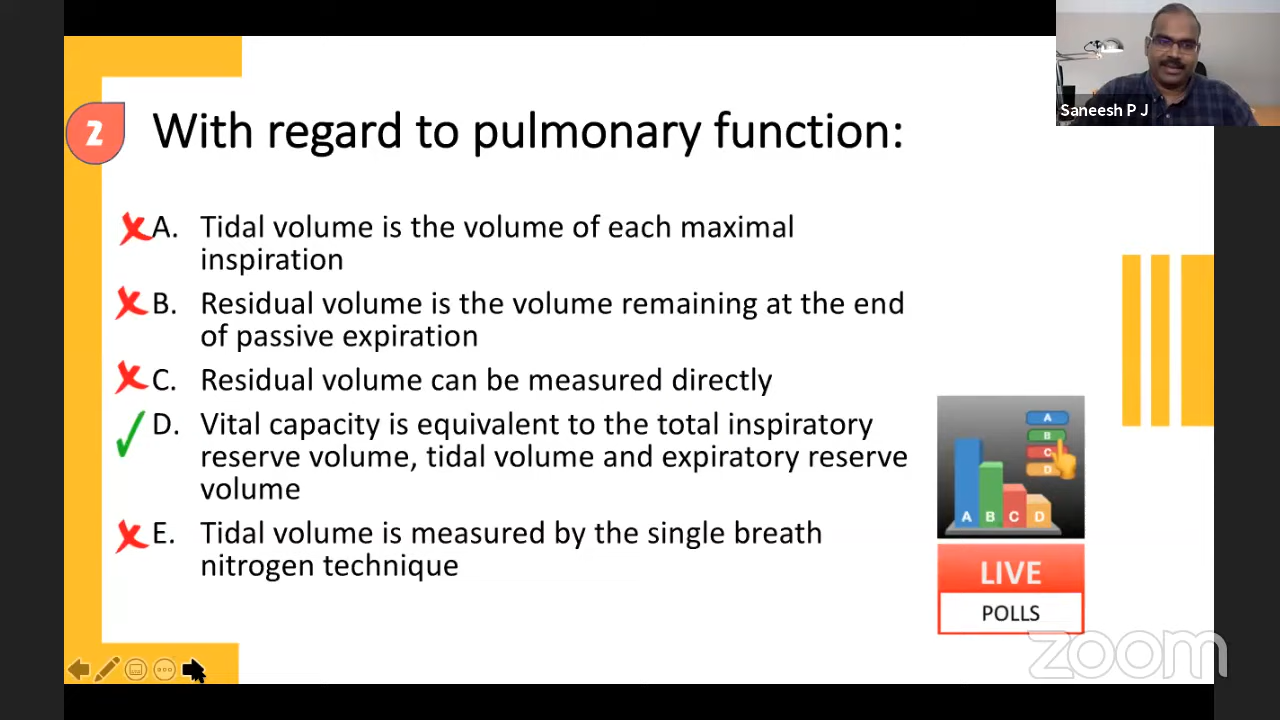 Saneesh P J
2 With regard to pulmonary function:
A. Tidal volume is the volume of each maximal
inspiration
B. Residual volume is the volume remaining at the end
of passive expiration
C. Residual volume can be measured directly
D. Vital capacity is equivalent to the total inspiratory
reserve volume, tidal volume and expiratory reserve
volume
E. Tidal volume is measured by the single breath
nitrogen technique
A
B
C
D
A B C D
LIVE
POLLS
zoom